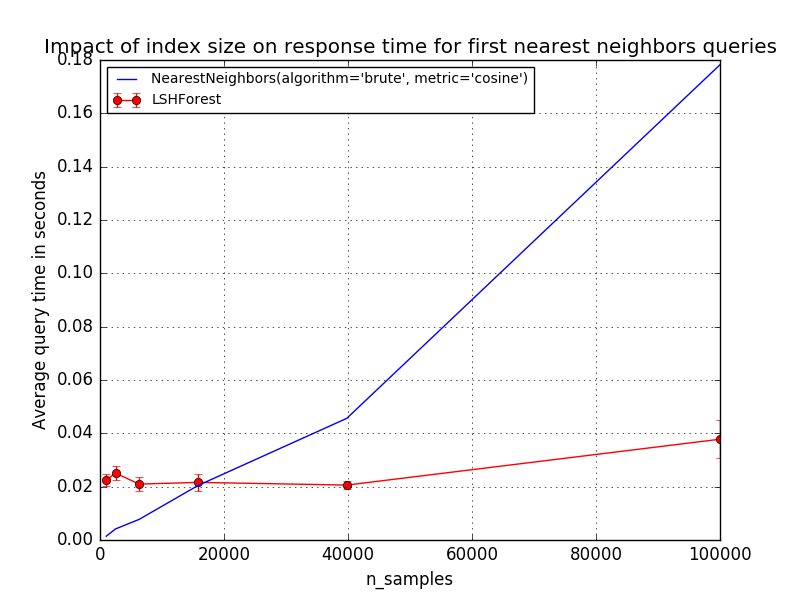 Impact of index size on response time for first nearest neighbors queries
NearestNeighbors(algorithm='brute', metric='cosine')
LSHForest
Average query time in seconds
0.18
0.16
0.14
0.12
0.10
0.08
0.06
0.04
0.02
0.00
0 20000 40000 60000 80000 100000
n_samples